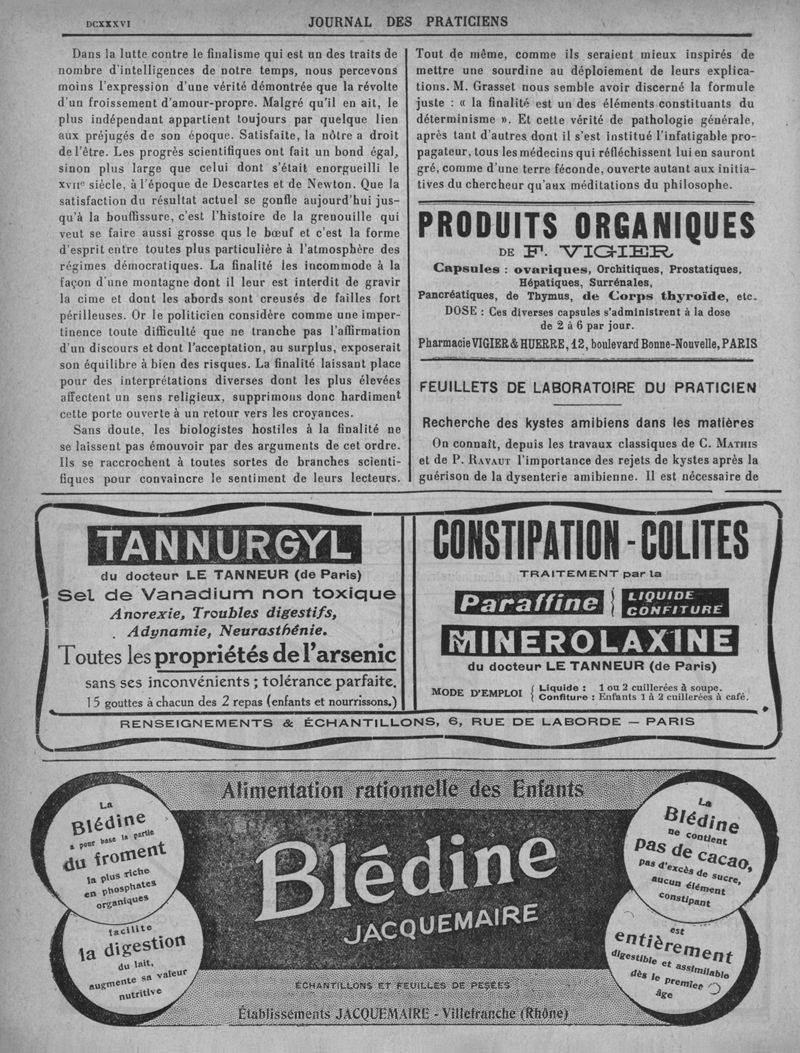 DCXXXVI
JOURNAL DES PRATICIENS
Dans la lutte contre le finalisme qui est un des traits de
nombre d'intelligences de notre temps, nous percevons
moins l'expression d'une vérité démontrée que la révolte
d'un froissement d'amour-propre. Malgré qu'il en ait, le
plus indépendant appartient toujours par quelque lien
aux préjugés de son époque. Satisfaite, la nôtre a droit
de l'être. Les progrès scientifiques ont fait un bond égal,
sinon plus large que celui dont s'était enorgueilli le
XVIIe siècle, à l'époque de Descartes et de Newton. Que la
satisfaction du résultat actuel se gonfle aujourd'hui jus-
qu'à la bouffissure, c'est l'histoire de la grenouille qui
veut se faire aussi grosse qus le bœuf et c'est la forme
d'esprit entre toutes plus particulière à l'atmosphère des
régimes démocratiques. La finalité les incommode à la
façon d'une montagne dont il leur est interdit de gravir
la cime et dont les abords sont creusés de failles fort
périlleuses. Or le politicien considère comme une imper-
tinence toute difficulté que ne tranche pas l'affirmation
d'un discours et dont l'acceptation, au surplus, exposerait
son équilibre à bien des risques. La finalité laissant place
pour des interprétations diverses dont les plus élevées
affectent un sens religieux, supprimons donc hardiment
cette porte ouverte à un retour vers les croyances.
Sans doute, les biologistes hostiles à la finalité ne
se laissent pas émouvoir par des arguments de cet ordre.
Ils se raccrochent à toutes sortes de branches scienti-
fiques pour convaincre le sentiment de leurs lecteurs.
Tout de même, comme ils seraient mieux inspirés de
mettre une sourdine au déploiement de leurs explica-
tions. M. Grasset nous semble avoir discerné la formule
juste : « la finalité est un des éléments constituants du
déterminisme ». Et cette vérité de pathologie générale,
après tant d'autres dont il s'est institué l'infatigable pro-
pagateur, tous les médecins qui réfléchissent lui en sauront
gré, comme d'une terre féconde, ouverte autant aux initia-
tives du chercheur qu'aux méditations du philosophe.
PRODUITS ORGANIQUES
DE F. VIGIER
Capsules : ovariques, Orchitiques, Prostatiques,
Hépatiques, Surrénales,
Pancréatiques, de Thymus, de Corps thyroïde, etc.
DOSE : Ces diverses capsules s'administrent à la dose
de 2 à 6 par jour.
Pharmacie VIGIER & HUERRE, 12, boulevard Bonne-Nouvelle, PARIS
FEUILLETS DE LABORATOIRE DU PRATICIEN
Recherche des kystes amibiens dans les matières
On connaît, depuis les travaux classiques de C. MATHIS
et de P. RAVAUT l'importance des rejets de kystes après la
guérison de la dysenterie amibienne. Il est nécessaire de
TANNURGYL
du docteur LE TANNEUR (de Paris)
Sel de Vanadium non toxique
Anorexie, Troubles digestifs,
Adynamie, Neurasthénie.
Toutes les propriétés de l'arsenic
sans ses inconvénients ; tolérance parfaite.
15 gouttes à chacun des 2 repas (enfants et nourrissons.)
CONSTIPATION - COLITES
TRAITEMENT par la
Paraffine { LIQUIDE
CONFITURE
MINEROLAXINE
du docteur LE TANNEUR (de Paris)
MODE D'EMPLOI { Liquide : 1 ou 2 cuillerées à soupe.
Confiture : Enfants 1 à 2 cuillerées à café.
RENSEIGNEMENTS & ÉCHANTILLONS, 6, RUE DE LABORDE — PARIS
Alimentation rationnelle des Enfants
La
Blédine
a pour base la partie
du froment
la plus riche
en phosphates
organiques
facilite
la digestion
du lait,
augmente sa valeur
nutritive
Blédine
JACQUEMAIRE
La
Blédine
ne contient
pas de cacao,
pas d'excès de sucre,
aucun élément
constipant
est
entièrement
digestible et assimilable
dès le premier
âge
ÉCHANTILLONS ET FEUILLES DE PESÉES
Établissements JACQUEMAIRE - Villefranche (Rhône)